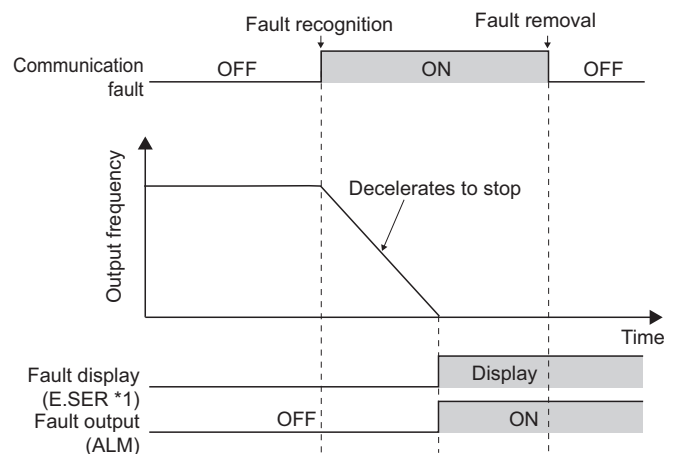 Fault recognition
Fault removal
Communication
fault
OFF
ON
OFF
Output frequency
Decelerates to stop
Time
Fault display
(E.SER *1)
Display
Fault output
(ALM)
OFF
ON